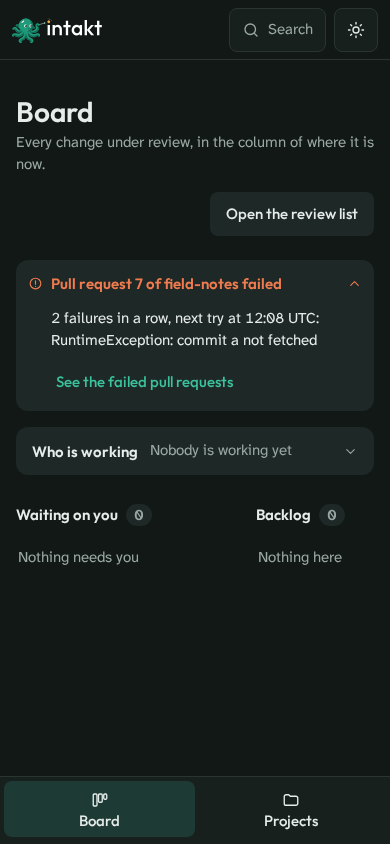 intakt
Search
Board
Every change under review, in the column of where it is
now.
Open the review list
Pull request 7 of field-notes failed
2 failures in a row, next try at 12:08 UTC:
RuntimeException: commit a not fetched
See the failed pull requests
Who is working Nobody is working yet
Waiting on you 0
Backlog 0
Nothing needs you
Nothing here
Board
Projects